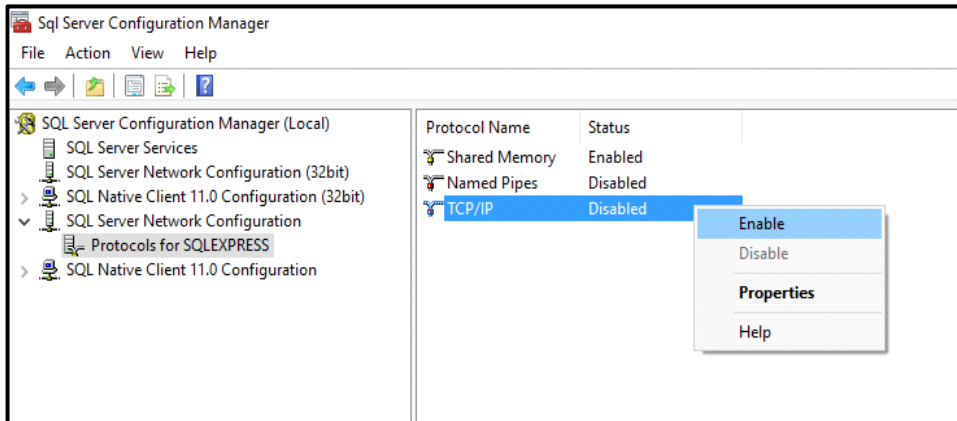 Sql Server Configuration Manager
File Action View Help
SQL Server Configuration Manager (Local)
SQL Server Services
SQL Server Network Configuration (32bit)
SQL Native Client 11.0 Configuration (32bit)
SQL Server Network Configuration
Protocols for SQLEXPRESS
SQL Native Client 11.0 Configuration
Protocol Name Status
Shared Memory Enabled
Named Pipes Disabled
TCP/IP Disabled
Enable
Disable
Properties
Help